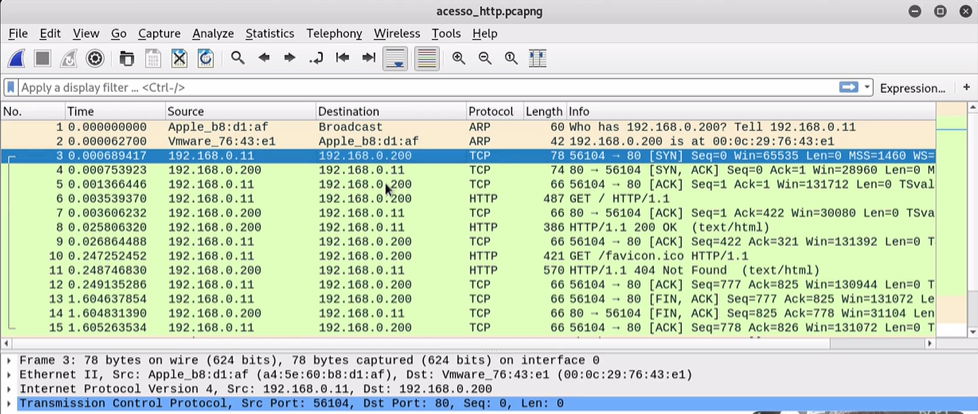 acesso_http.pcapng
File Edit View Go Capture Analyze Statistics Telephony Wireless Tools Help
Apply a display filter ... <Ctrl-/> Expression... +
No. Time Source Destination Protocol Length Info
1 0.000000000 Apple_b8:d1:af Broadcast ARP 60 Who has 192.168.0.200? Tell 192.168.0.11
2 0.000062700 Vmware_76:43:e1 Apple_b8:d1:af ARP 42 192.168.0.200 is at 00:0c:29:76:43:e1
3 0.000689417 192.168.0.11 192.168.0.200 TCP 78 56104 → 80 [SYN] Seq=0 Win=65535 Len=0 MSS=1460 WS=
4 0.000753923 192.168.0.200 192.168.0.11 TCP 74 80 → 56104 [SYN, ACK] Seq=0 Ack=1 Win=28960 Len=0 M
5 0.001366446 192.168.0.11 192.168.0.200 TCP 66 56104 → 80 [ACK] Seq=1 Ack=1 Win=131712 Len=0 TSval
6 0.003539370 192.168.0.11 192.168.0.200 HTTP 487 GET / HTTP/1.1
7 0.003606232 192.168.0.200 192.168.0.11 TCP 66 80 → 56104 [ACK] Seq=1 Ack=422 Win=30080 Len=0 TSva
8 0.025806320 192.168.0.200 192.168.0.11 HTTP 386 HTTP/1.1 200 OK (text/html)
9 0.026864488 192.168.0.11 192.168.0.200 TCP 66 56104 → 80 [ACK] Seq=422 Ack=321 Win=131392 Len=0 T
10 0.247252452 192.168.0.11 192.168.0.200 HTTP 421 GET /favicon.ico HTTP/1.1
11 0.248746830 192.168.0.200 192.168.0.11 HTTP 570 HTTP/1.1 404 Not Found (text/html)
12 0.249135286 192.168.0.11 192.168.0.200 TCP 66 56104 → 80 [ACK] Seq=777 Ack=825 Win=130944 Len=0 T
13 1.604637854 192.168.0.11 192.168.0.200 TCP 66 56104 → 80 [FIN, ACK] Seq=777 Ack=825 Win=131072 Le
14 1.604831390 192.168.0.200 192.168.0.11 TCP 66 80 → 56104 [FIN, ACK] Seq=825 Ack=778 Win=31104 Len
15 1.605263534 192.168.0.11 192.168.0.200 TCP 66 56104 → 80 [ACK] Seq=778 Ack=826 Win=131072 Len=0 T
Frame 3: 78 bytes on wire (624 bits), 78 bytes captured (624 bits) on interface 0
Ethernet II, Src: Apple_b8:d1:af (a4:5e:60:b8:d1:af), Dst: Vmware_76:43:e1 (00:0c:29:76:43:e1)
Internet Protocol Version 4, Src: 192.168.0.11, Dst: 192.168.0.200
Transmission Control Protocol, Src Port: 56104, Dst Port: 80, Seq: 0, Len: 0